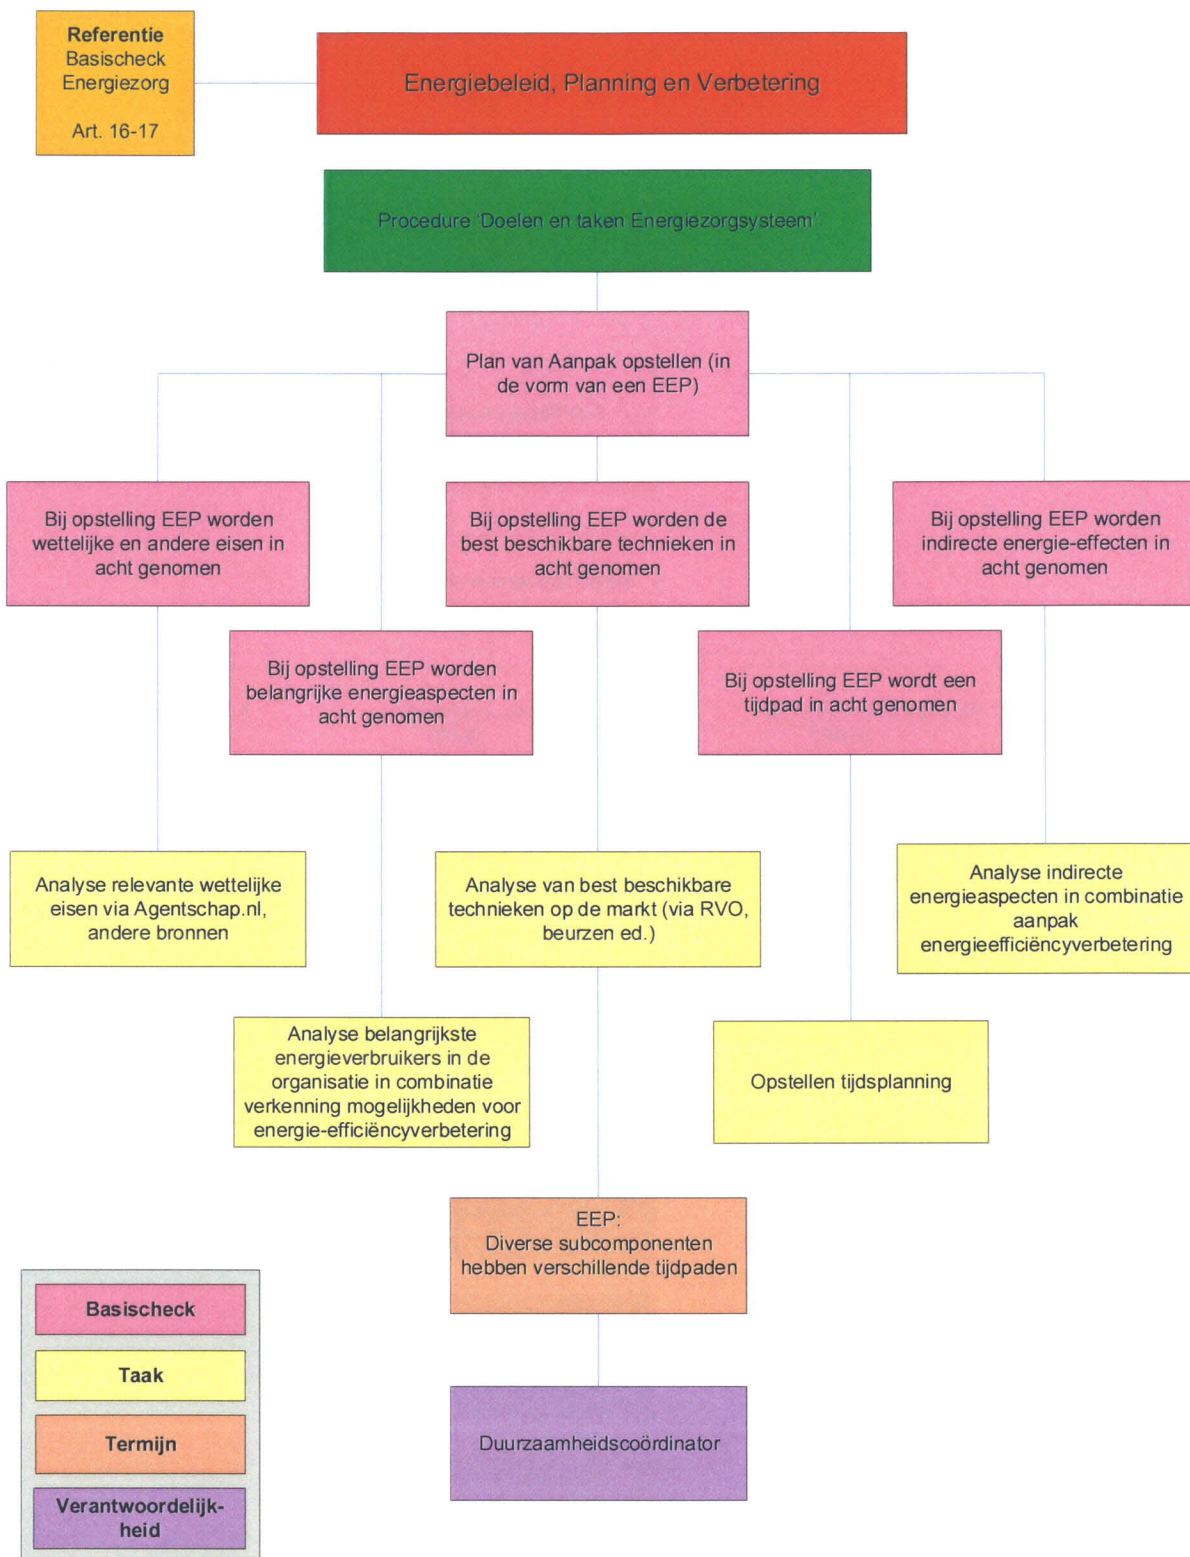 Referentie
Basischeck
Energiezorg
Art. 16-17
Energiebeleid, Planning en Verbetering
Procedure 'Doelen en taken Energiezorgsysteem'
Plan van Aanpak opstellen (in
de vorm van een EEP)
Bij opstelling EEP worden
wettelijke en andere eisen in
acht genomen
Bij opstelling EEP worden de
best beschikbare technieken in
acht genomen
Bij opstelling EEP worden
indirecte energie-effecten in
acht genomen
Bij opstelling EEP worden
belangrijke energieaspecten in
acht genomen
Bij opstelling EEP wordt een
tijdpad in acht genomen
Analyse relevante wettelijke
eisen via Agentschap.nl,
andere bronnen
Analyse van best beschikbare
technieken op de markt (via RVO,
beurzen ed.)
Analyse indirecte
energieaspecten in combinatie
aanpak
energieefficiëncyverbetering
Analyse belangrijkste
energieverbruikers in de
organisatie in combinatie
verkenning mogelijkheden voor
energie-efficiëncyverbetering
Opstellen tijdsplanning
EEP:
Diverse subcomponenten
hebben verschillende tijdpaden
Duurzaamheidscoördinator
Basischeck
Taak
Termijn
Verantwoordelijk-
heid